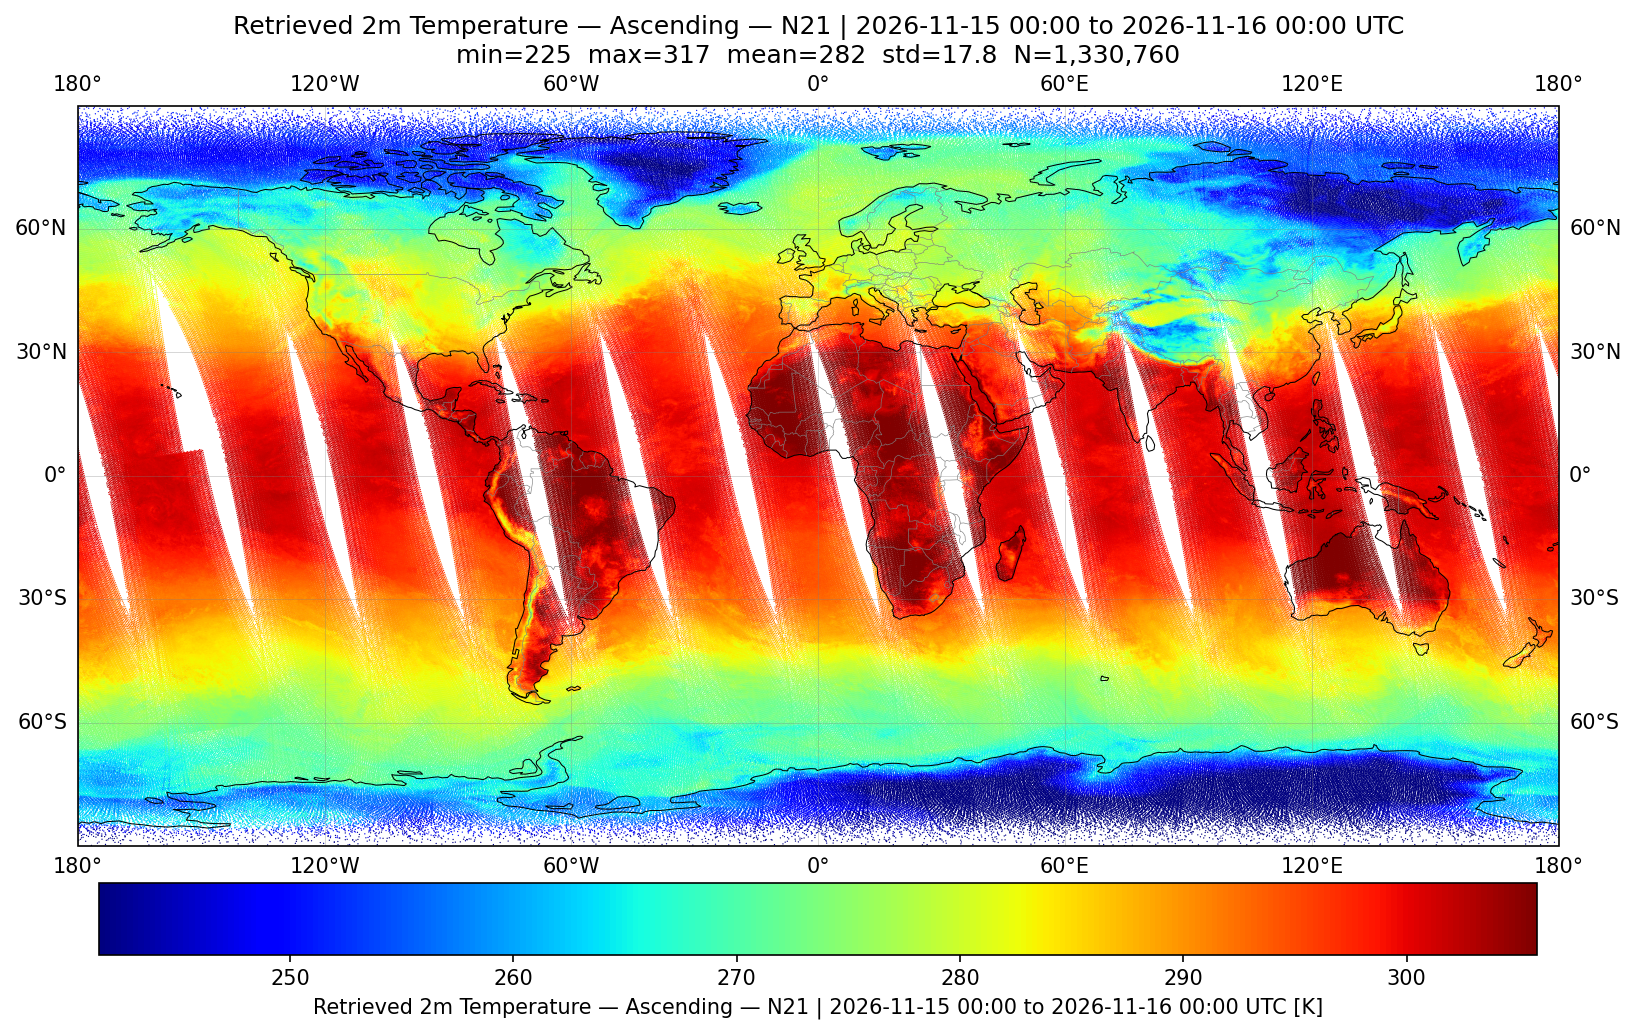 Retrieved 2m Temperature — Ascending — N21 | 2026-11-15 00:00 to 2026-11-16 00:00 UTC
min=225  max=317  mean=282  std=17.8  N=1,330,760
180° 120°W 60°W 0° 60°E 120°E 180°
60°N 60°N
30°N 30°N
0° 0°
30°S 30°S
60°S 60°S
180° 120°W 60°W 0° 60°E 120°E 180°
250 260 270 280 290 300
Retrieved 2m Temperature — Ascending — N21 | 2026-11-15 00:00 to 2026-11-16 00:00 UTC [K]